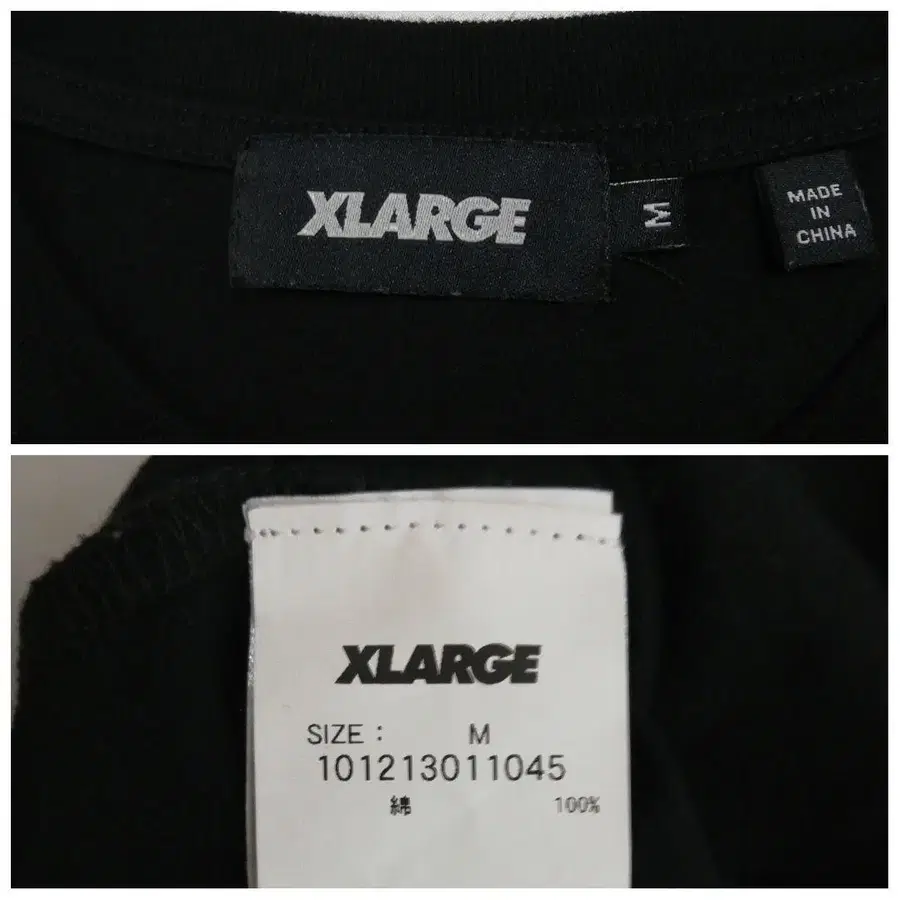 XLARGE
M
MADE
IN
CHINA
XLARGE
SIZE : M
101213011045
綿 100%